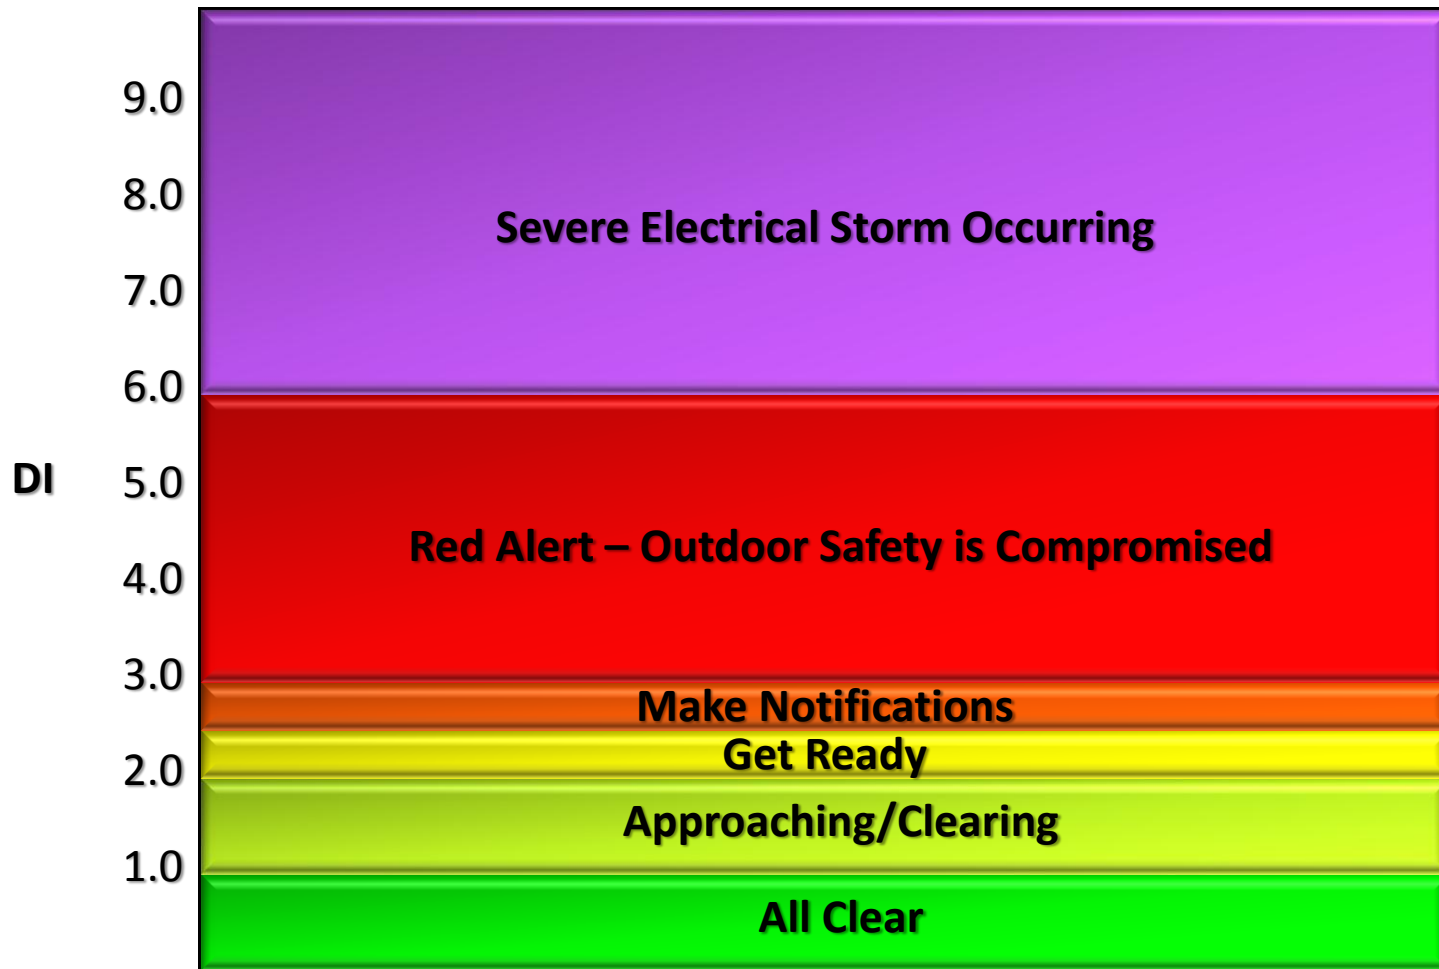 9.0
8.0
Severe Electrical Storm Occurring
7.0
6.0
DI
5.0
Red Alert – Outdoor Safety is Compromised
4.0
3.0
Make Notifications
Get Ready
2.0
Approaching/Clearing
1.0
All Clear